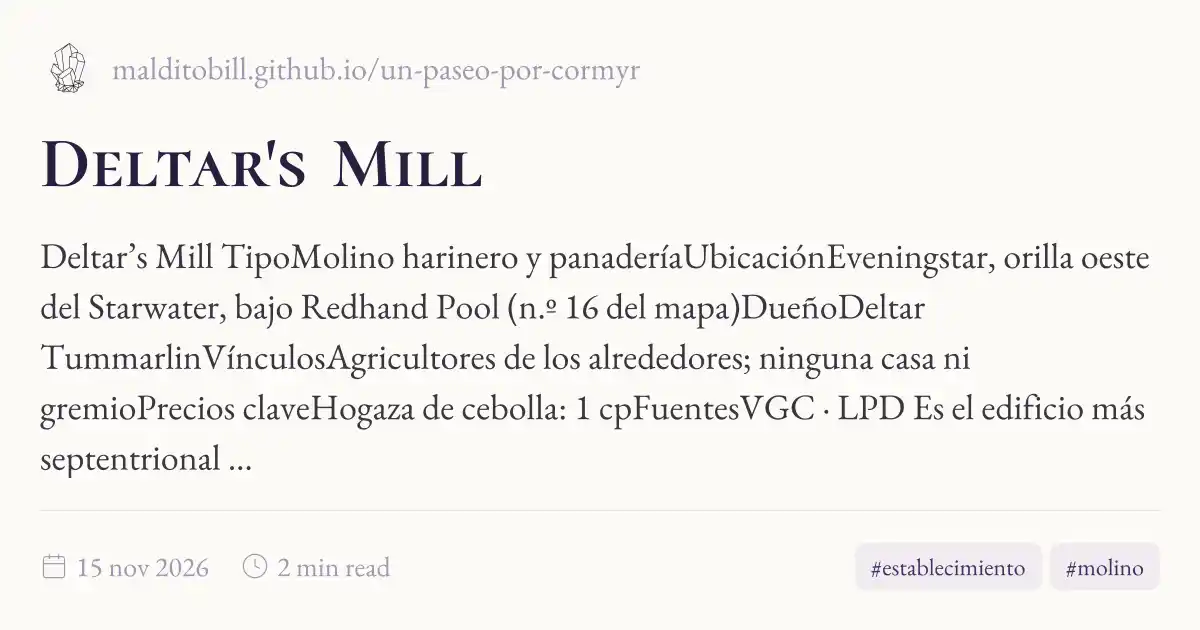 malditobill.github.io/un-paseo-por-cormyr
Deltar's Mill
Deltar’s Mill TipoMolino harinero y panaderíaUbicaciónEveningstar, orilla oeste
del Starwater, bajo Redhand Pool (n.º 16 del mapa)DueñoDeltar
TummarlinVínculosAgricultores de los alrededores; ninguna casa ni
gremioPrecios claveHogaza de cebolla: 1 cpFuentesVGC · LPD Es el edificio más
septentrional ...
15 nov 2026 2 min read #establecimiento #molino